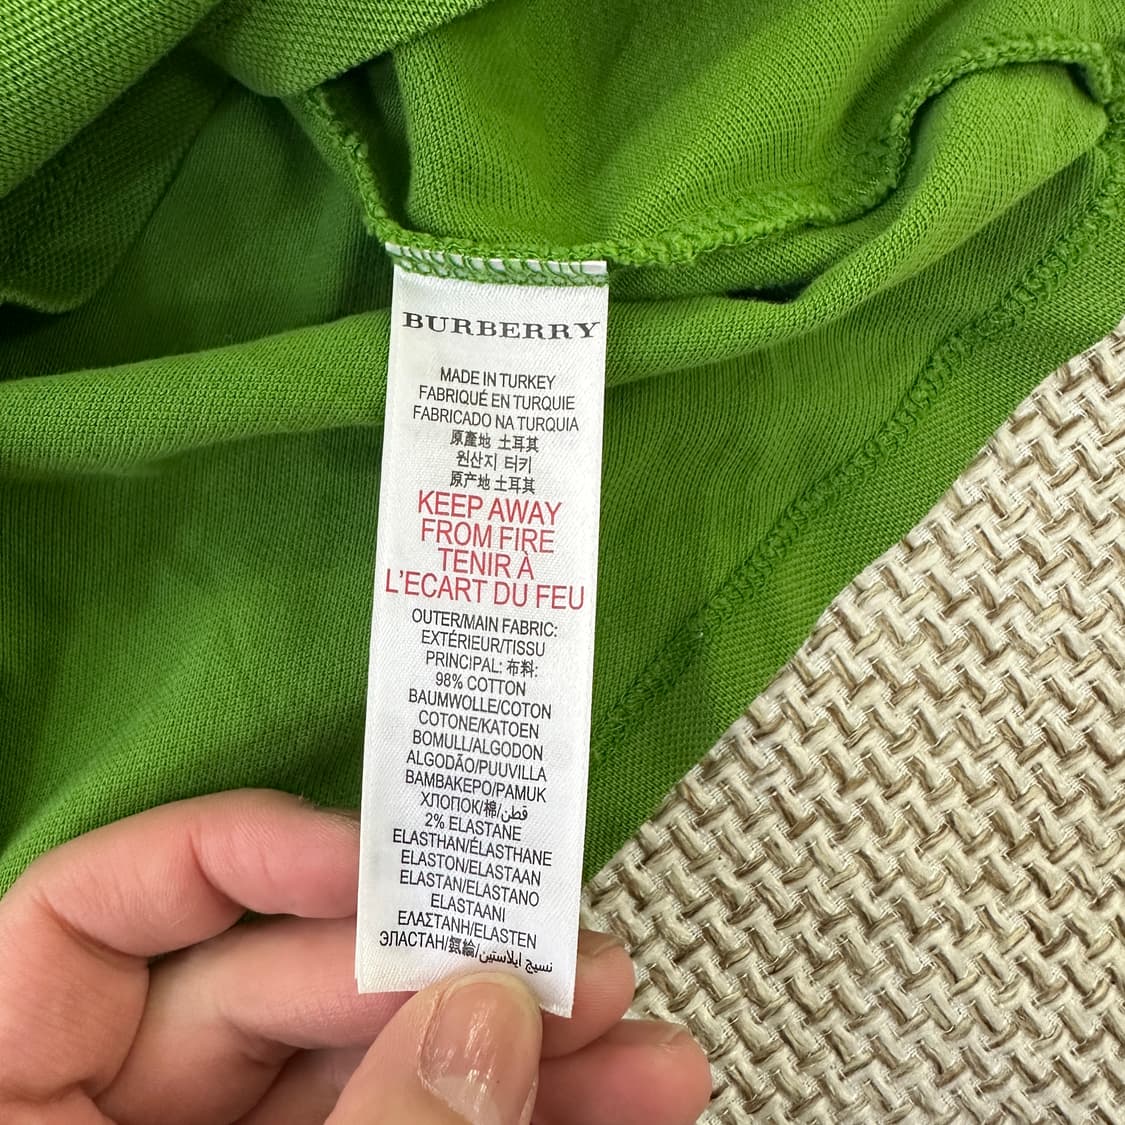 BURBERRY
MADE IN TURKEY
FABRIQUÉ EN TURQUIE
FABRICADO NA TURQUIA
原產地 土耳其
원산지 터키
原产地 土耳其
KEEP AWAY
FROM FIRE
TENIR À
L'ECART DU FEU
OUTER/MAIN FABRIC:
EXTÉRIEUR/TISSU
PRINCIPAL: 布料:
98% COTTON
BAUMWOLLE/COTON
COTONE/KATOEN
BOMULL/ALGODON
ALGODÃO/PUUVILLA
BAMBAKEPO/PAMUK
ХЛОПОК/棉/قطن
2% ELASTANE
ELASTHAN/ÉLASTHANE
ELASTON/ELASTAAN
ELASTAN/ELASTANO
ELASTAANI
ΕΛΑΣΤΑΝΗ/ELASTEN
ЭЛАСТАН/氨綸/نسيج ايلاستين